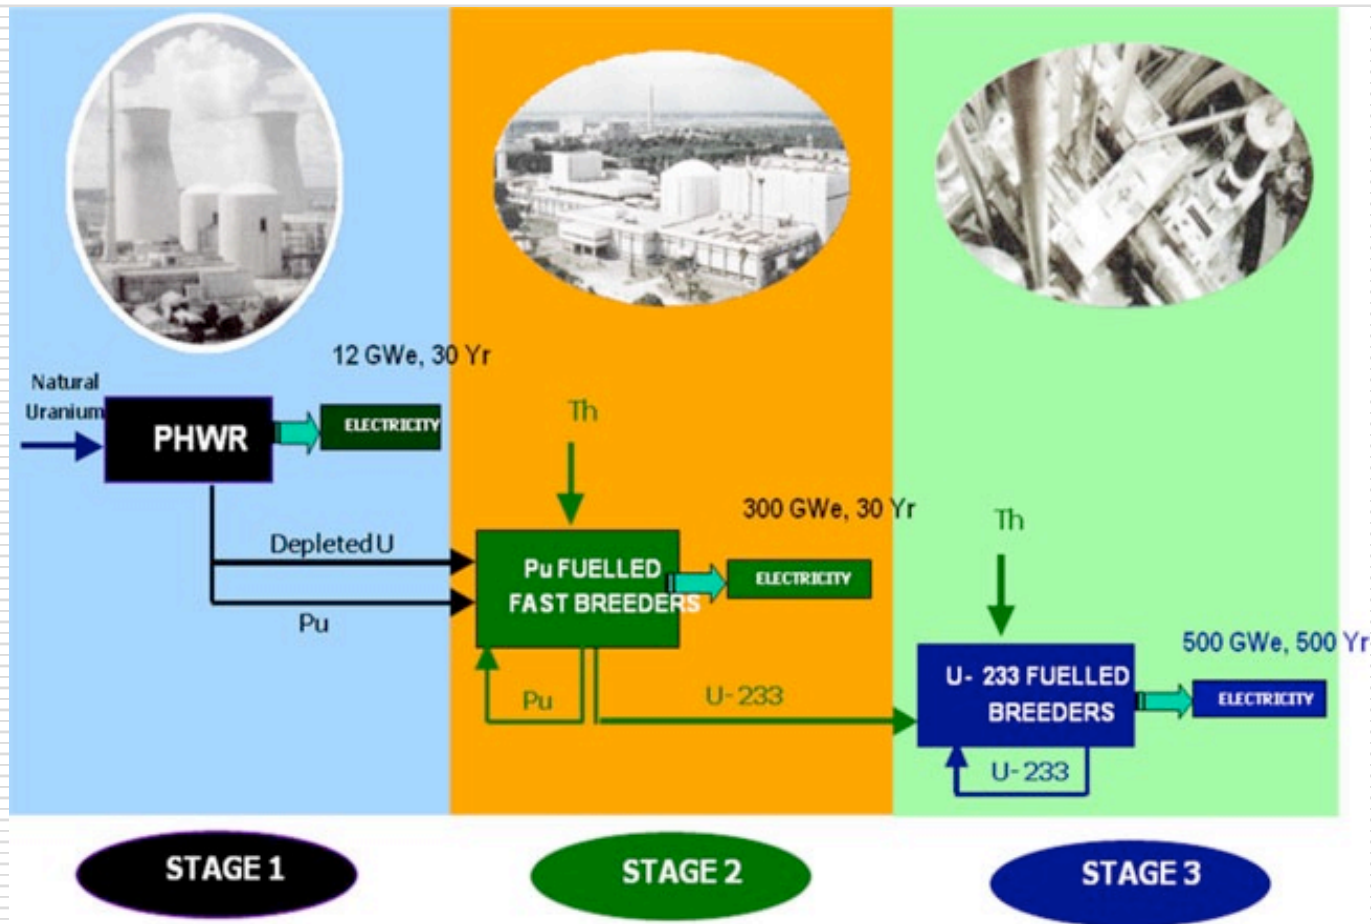 12 GWe, 30 Yr
Natural
Uranium
PHWR
ELECTRICITY
Depleted U
Pu
Th
300 GWe, 30 Yr
Pu FUELLED
FAST BREEDERS
ELECTRICITY
Pu
U-233
Th
500 GWe, 500 Yr
U- 233 FUELLED
BREEDERS
ELECTRICITY
U-233
STAGE 1
STAGE 2
STAGE 3